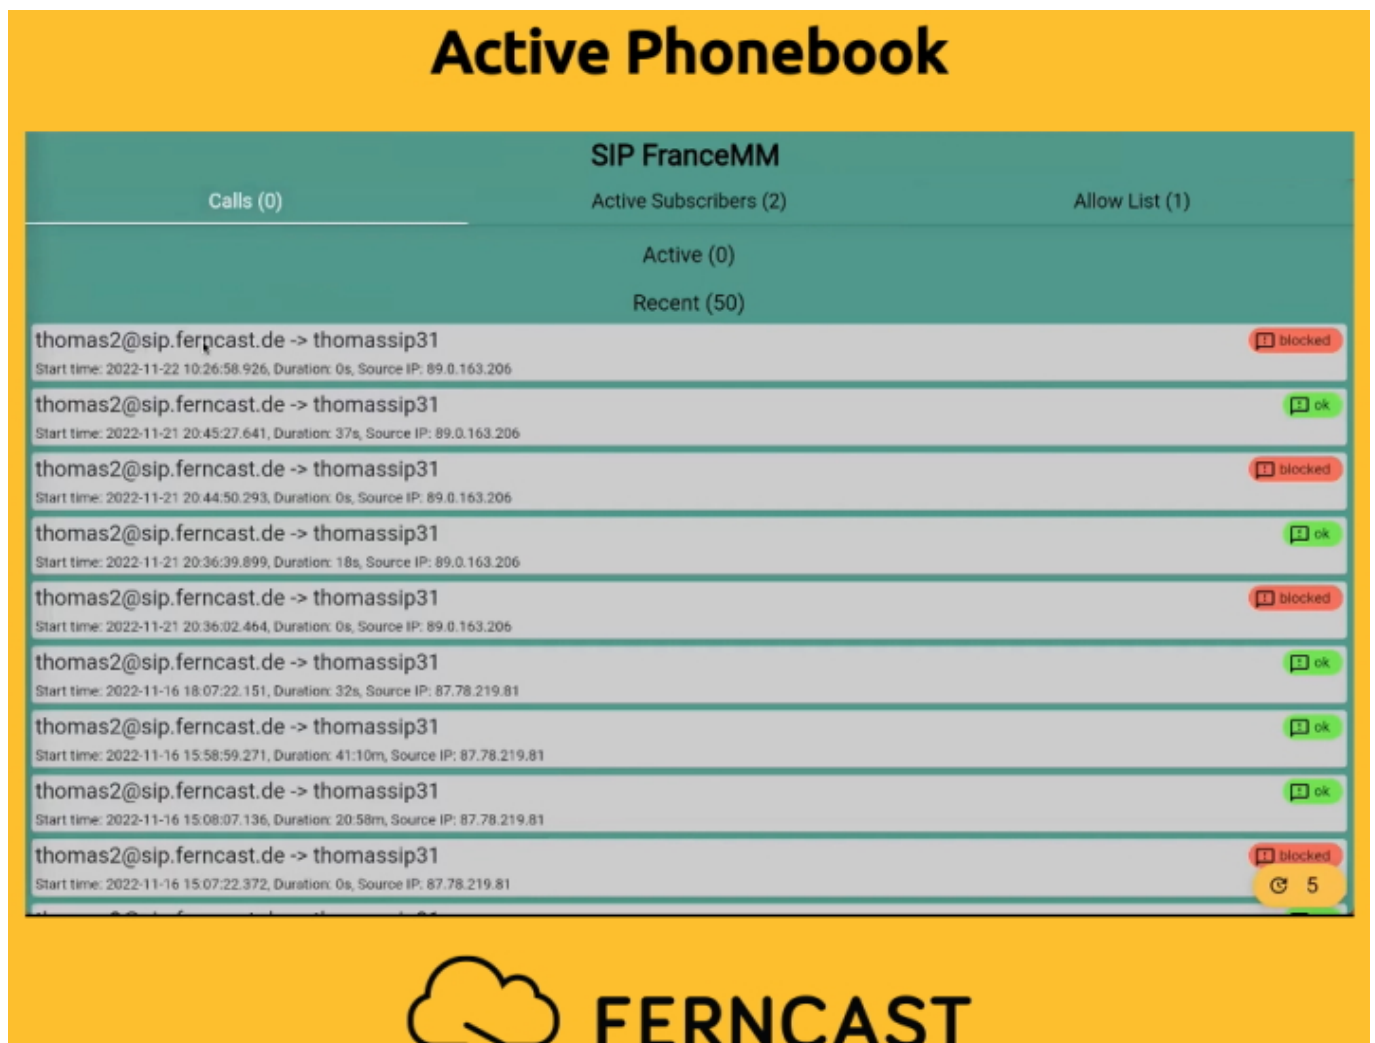 Active Phonebook
SIP FranceMM
Calls (0) Active Subscribers (2) Allow List (1)
Active (0)
Recent (50)
thomas2@sip.ferncast.de -> thomassip31 blocked
Start time: 2022-11-22 10:26:58.926, Duration: 0s, Source IP: 89.0.163.206
thomas2@sip.ferncast.de -> thomassip31 ok
Start time: 2022-11-21 20:45:27.641, Duration: 37s, Source IP: 89.0.163.206
thomas2@sip.ferncast.de -> thomassip31 blocked
Start time: 2022-11-21 20:44:50.293, Duration: 0s, Source IP: 89.0.163.206
thomas2@sip.ferncast.de -> thomassip31 ok
Start time: 2022-11-21 20:36:39.899, Duration: 18s, Source IP: 89.0.163.206
thomas2@sip.ferncast.de -> thomassip31 blocked
Start time: 2022-11-21 20:36:02.464, Duration: 0s, Source IP: 89.0.163.206
thomas2@sip.ferncast.de -> thomassip31 ok
Start time: 2022-11-16 18:07:22.151, Duration: 32s, Source IP: 87.78.219.81
thomas2@sip.ferncast.de -> thomassip31 ok
Start time: 2022-11-16 15:58:59.271, Duration: 41:10m, Source IP: 87.78.219.81
thomas2@sip.ferncast.de -> thomassip31 ok
Start time: 2022-11-16 15:08:07.136, Duration: 20:58m, Source IP: 87.78.219.81
thomas2@sip.ferncast.de -> thomassip31 blocked
Start time: 2022-11-16 15:07:22.372, Duration: 0s, Source IP: 87.78.219.81
5
FERNCAST